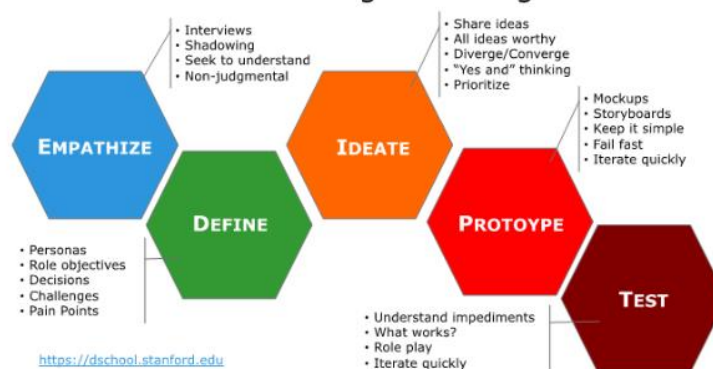 • Interviews
• Shadowing
• Seek to understand
• Non-judgmental
• Share ideas
• All ideas worthy
• Diverge/Converge
• “Yes and” thinking
• Prioritize
• Mockups
• Storyboards
• Keep it simple
• Fail fast
• Iterate quickly
EMPATHIZE
IDEATE
DEFINE
PROTOYPE
• Personas
• Role objectives
• Decisions
• Challenges
• Pain Points
TEST
• Understand impediments
• What works?
• Role play
• Iterate quickly
https://dschool.stanford.edu